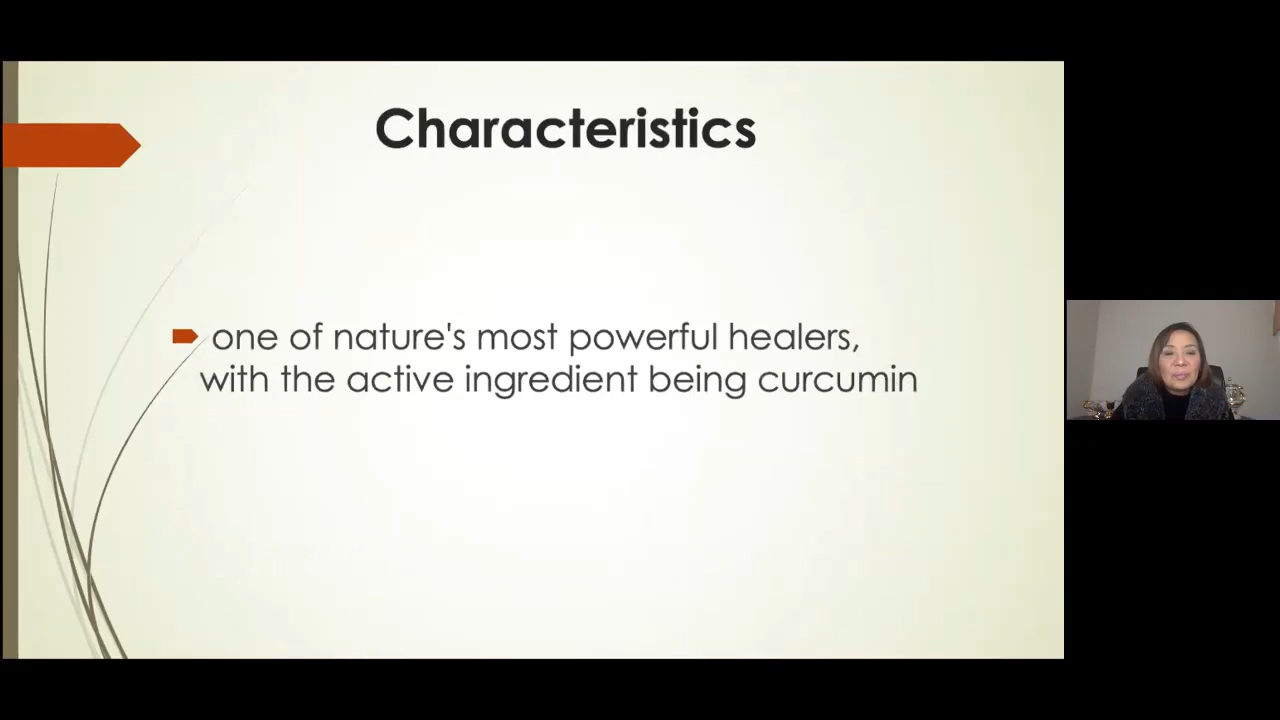 Characteristics
one of nature's most powerful healers,
with the active ingredient being curcumin